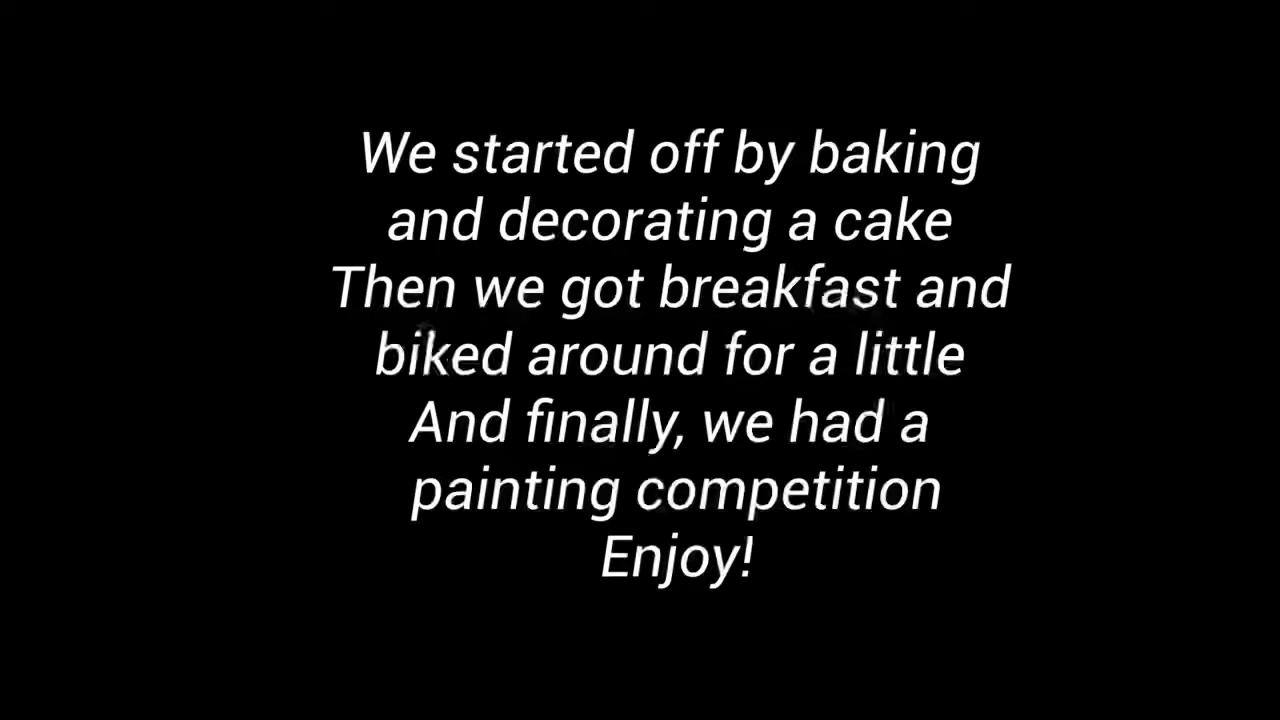 We started off by baking
and decorating a cake
Then we got breakfast and
biked around for a little
And finally, we had a
painting competition
Enjoy!